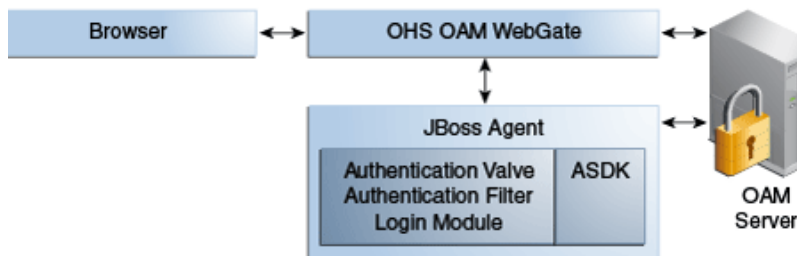 Browser
OHS OAM WebGate
JBoss Agent
Authentication Valve
Authentication Filter
Login Module
ASDK
OAM
Server